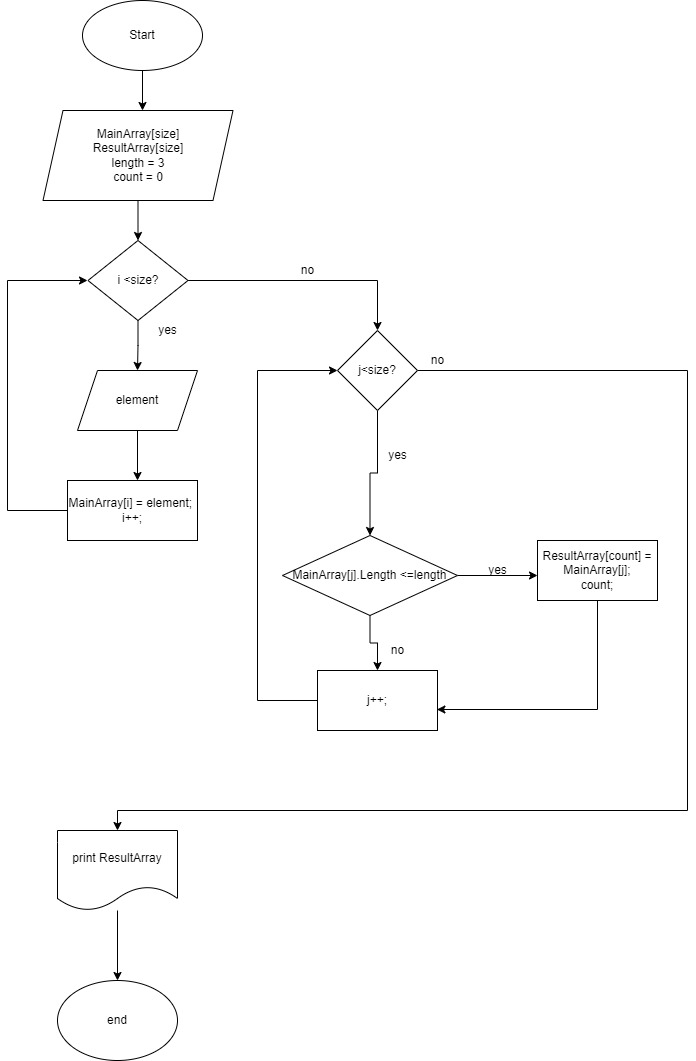 Start
MainArray[size]
ResultArray[size]
length = 3
count = 0
i <size?
no
yes
j<size?
no
element
yes
MainArray[i] = element;
i++;
MainArray[j].Length <=length
yes
ResultArray[count] =
MainArray[j];
count;
no
j++;
print ResultArray
end